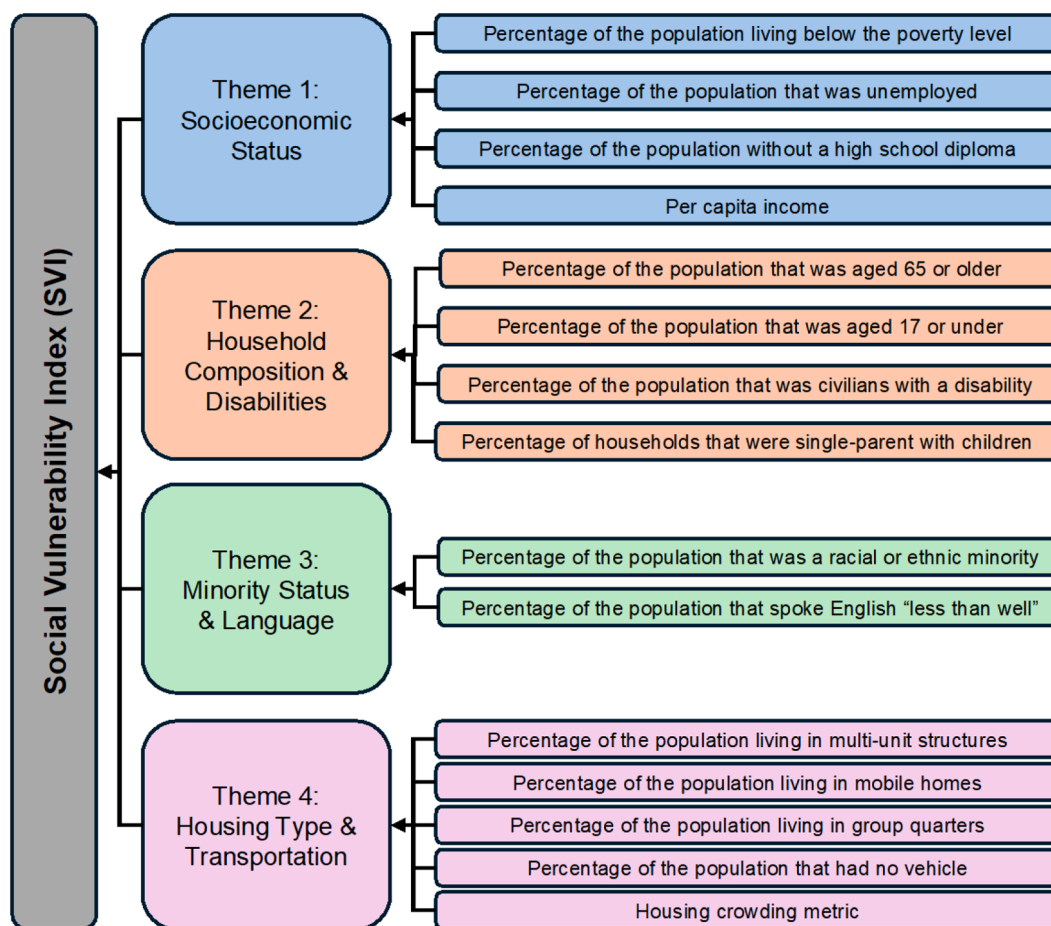 Social Vulnerability Index (SVI)
Theme 1:
Socioeconomic
Status
Percentage of the population living below the poverty level
Percentage of the population that was unemployed
Percentage of the population without a high school diploma
Per capita income
Theme 2:
Household
Composition &
Disabilities
Percentage of the population that was aged 65 or older
Percentage of the population that was aged 17 or under
Percentage of the population that was civilians with a disability
Percentage of households that were single-parent with children
Theme 3:
Minority Status
& Language
Percentage of the population that was a racial or ethnic minority
Percentage of the population that spoke English “less than well”
Theme 4:
Housing Type &
Transportation
Percentage of the population living in multi-unit structures
Percentage of the population living in mobile homes
Percentage of the population living in group quarters
Percentage of the population that had no vehicle
Housing crowding metric